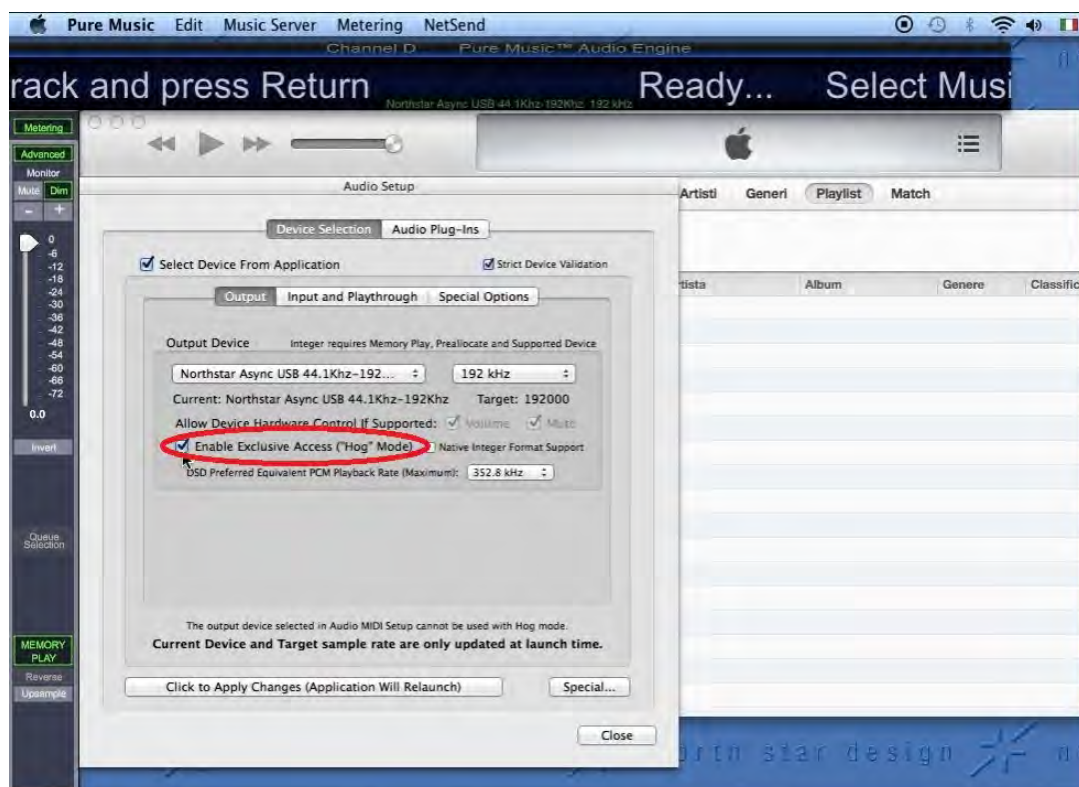 Pure Music Edit Music Server Metering NetSend
Channel D Pure Music™ Audio Engine
rack and press Return Ready... Select Musi
Northstar Async USB 44.1Khz-192Khz: 192 kHz
Metering
Advanced
Monitor
Mute Dim
- +
Audio Setup
Artisti Generi Playlist Match
Device Selection Audio Plug-Ins
0
-6
-12
-18
-24
-30
-36
-42
-48
-54
-60
-66
-72
0.0
Select Device From Application Strict Device Validation
Output Input and Playthrough Special Options
tista Album Genere Classific
Output Device Integer requires Memory Play, Preallocate and Supported Device
Northstar Async USB 44.1Khz-192... 192 kHz
Current: Northstar Async USB 44.1Khz-192Khz Target: 192000
Allow Device Hardware Control If Supported: Volume Mute
Enable Exclusive Access ("Hog" Mode) Native Integer Format Support
DSD Preferred Equivalent PCM Playback Rate (Maximum): 352.8 kHz
Invert
Queue
Selection
The output device selected in Audio MIDI Setup cannot be used with Hog mode.
Current Device and Target sample rate are only updated at launch time.
MEMORY
PLAY
Reverse
Upsample
Click to Apply Changes (Application Will Relaunch) Special...
Close
north star design n